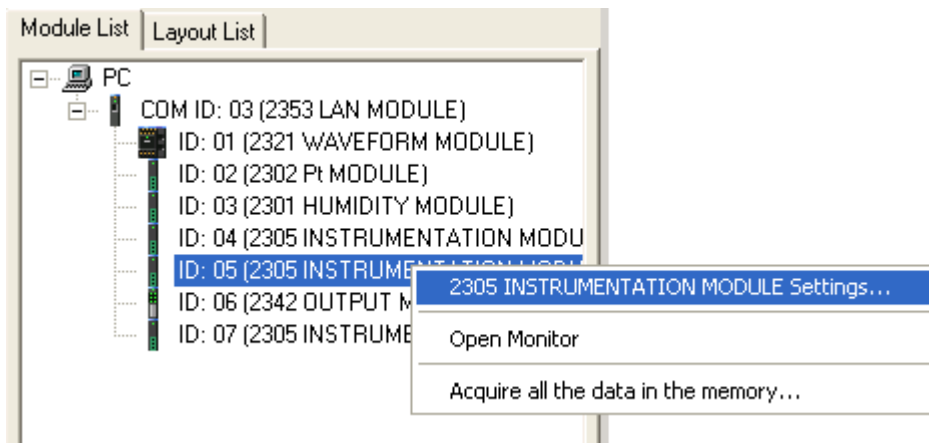 Module List Layout List
PC
COM ID: 03 (2353 LAN MODULE)
ID: 01 (2321 WAVEFORM MODULE)
ID: 02 (2302 Pt MODULE)
ID: 03 (2301 HUMIDITY MODULE)
ID: 04 (2305 INSTRUMENTATION MODU
ID: 05 (2305 INSTRUMENTATION MODU
2305 INSTRUMENTATION MODULE Settings...
ID: 06 (2342 OUTPUT M
Open Monitor
ID: 07 (2305 INSTRUME
Acquire all the data in the memory...